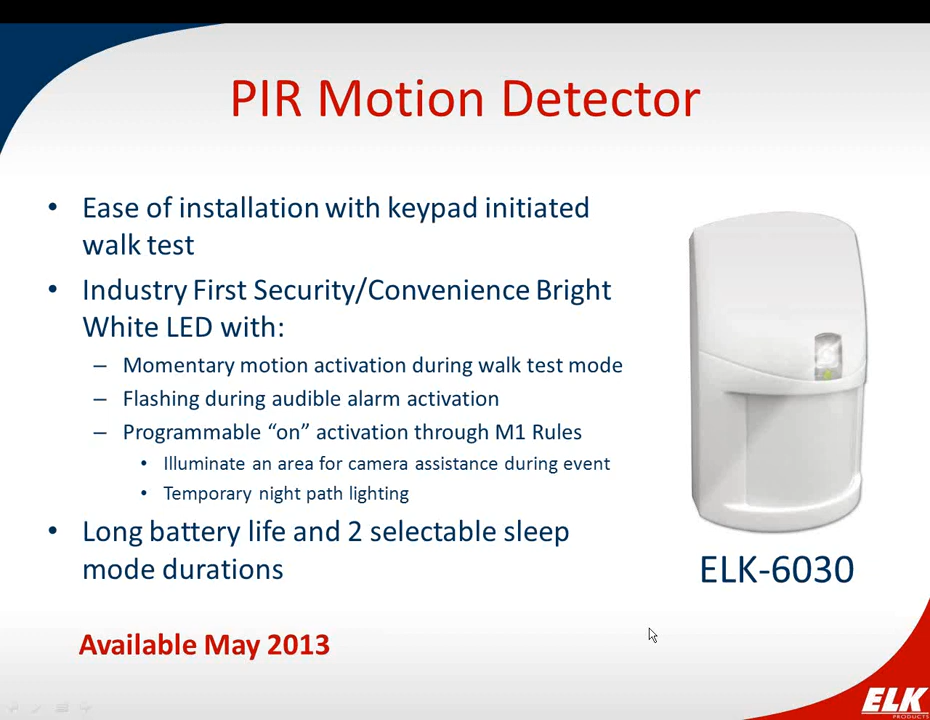 PIR Motion Detector
• Ease of installation with keypad initiated
walk test
• Industry First Security/Convenience Bright
White LED with:
– Momentary motion activation during walk test mode
– Flashing during audible alarm activation
– Programmable “on” activation through M1 Rules
• Illuminate an area for camera assistance during event
• Temporary night path lighting
• Long battery life and 2 selectable sleep
mode durations
ELK-6030
Available May 2013
ELK
PRODUCTS